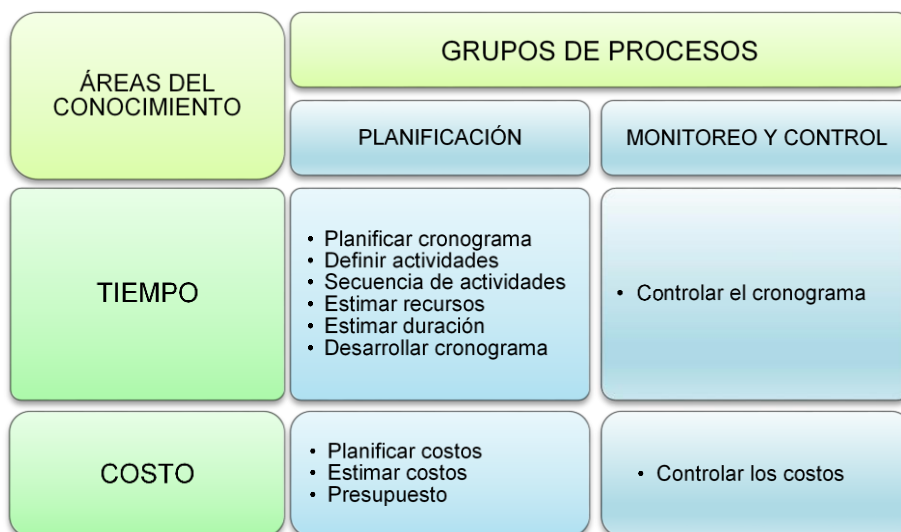 ÁREAS DEL
CONOCIMIENTO
GRUPOS DE PROCESOS
PLANIFICACIÓN
MONITOREO Y CONTROL
TIEMPO
• Planificar cronograma
• Definir actividades
• Secuencia de actividades
• Estimar recursos
• Estimar duración
• Desarrollar cronograma
• Controlar el cronograma
COSTO
• Planificar costos
• Estimar costos
• Presupuesto
• Controlar los costos